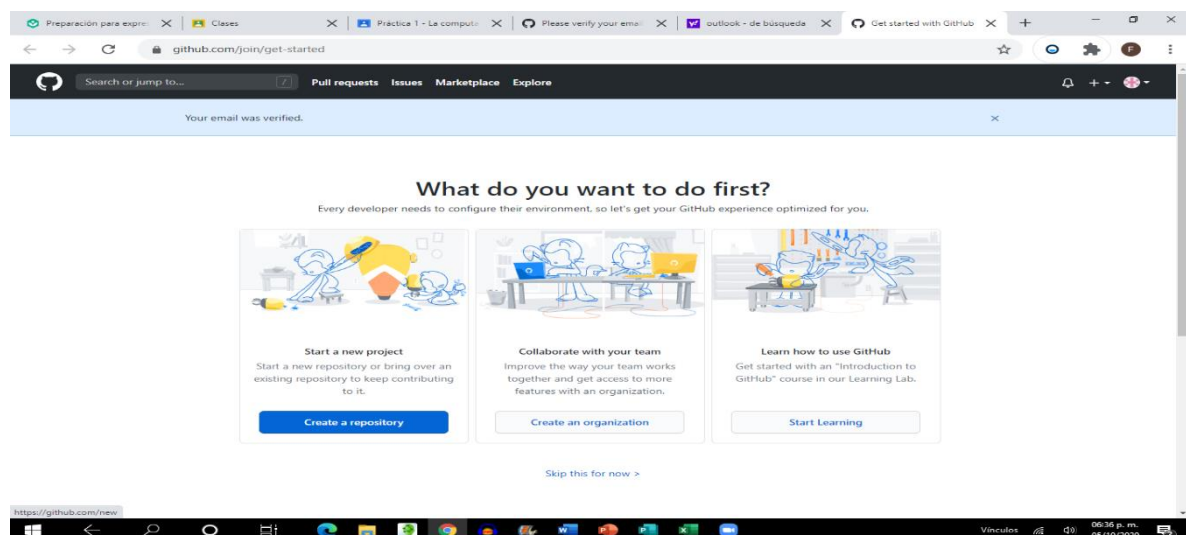 Preparación para expre
Clases
Práctica 1 - La compute
Please verify your email
outlook - de búsqueda
Get started with GitHub
github.com/join/get-started
F
Search or jump to...
/
Pull requests Issues Marketplace Explore
Your email was verified.
What do you want to do first?
Every developer needs to configure their environment, so let's get your GitHub experience optimized for you.
Start a new project
Start a new repository or bring over an
existing repository to keep contributing
to it.
Create a repository
Collaborate with your team
Improve the way your team works
together and get access to more
features with an organization.
Create an organization
Learn how to use GitHub
Get started with an "Introduction to
GitHub" course in our Learning Lab.
Start Learning
Skip this for now >
https://github.com/new
Vínculos
06:36 p. m.
05/10/2020